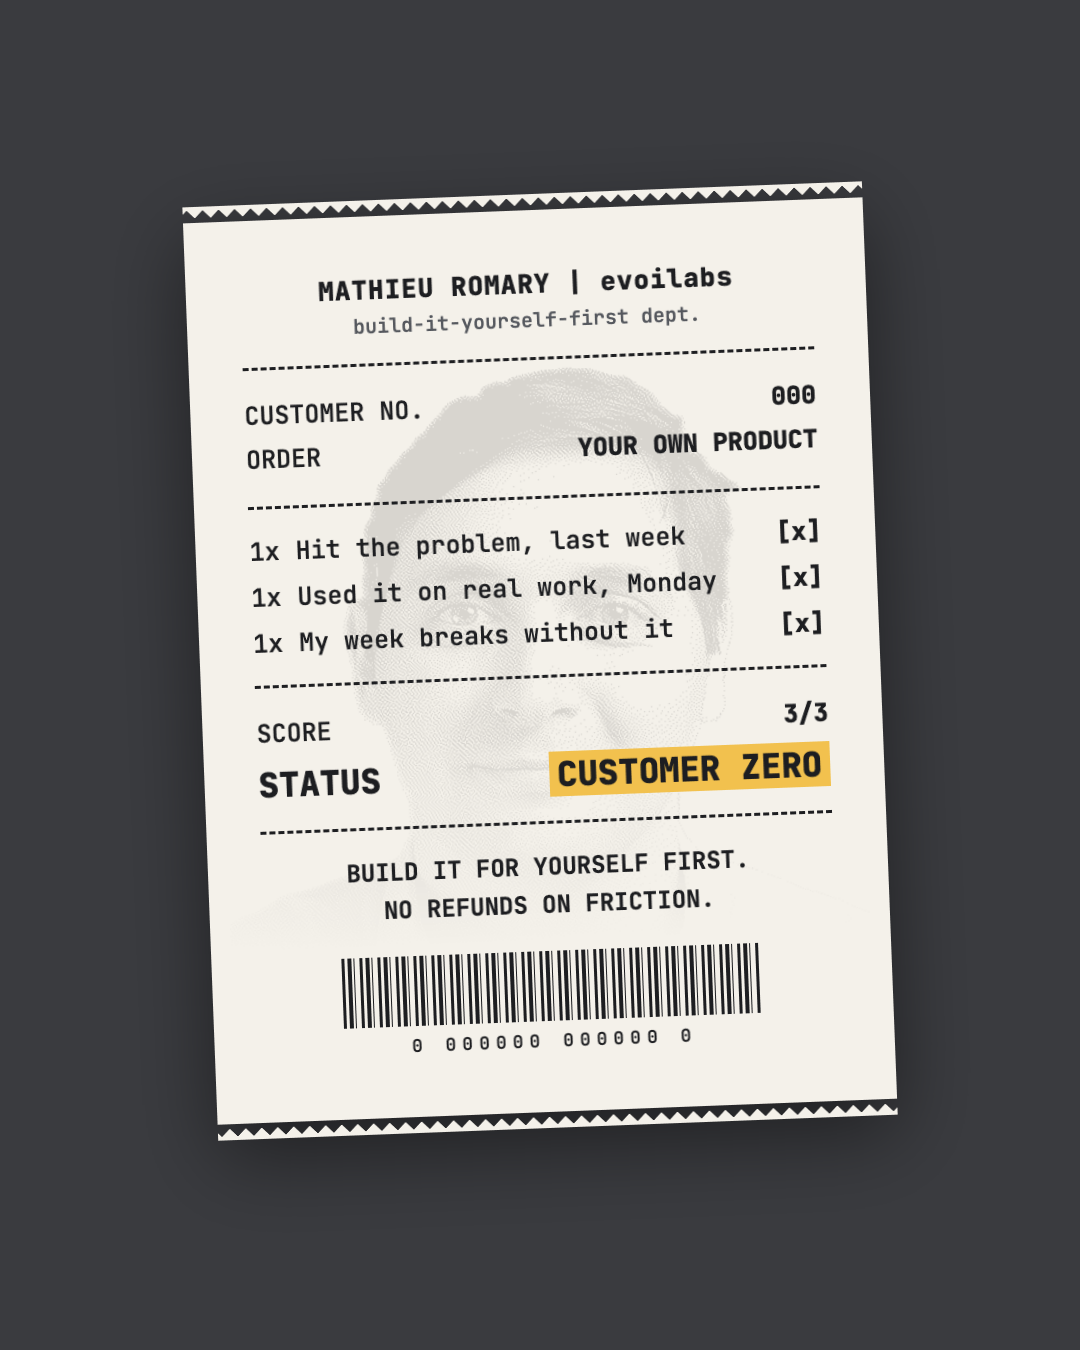 MATHIEU ROMARY | evoilabs
build-it-yourself-first dept.
CUSTOMER NO. 000
ORDER YOUR OWN PRODUCT
1x Hit the problem, last week [x]
1x Used it on real work, Monday [x]
1x My week breaks without it [x]
SCORE 3/3
STATUS CUSTOMER ZERO
BUILD IT FOR YOURSELF FIRST.
NO REFUNDS ON FRICTION.
0 000000 000000 0